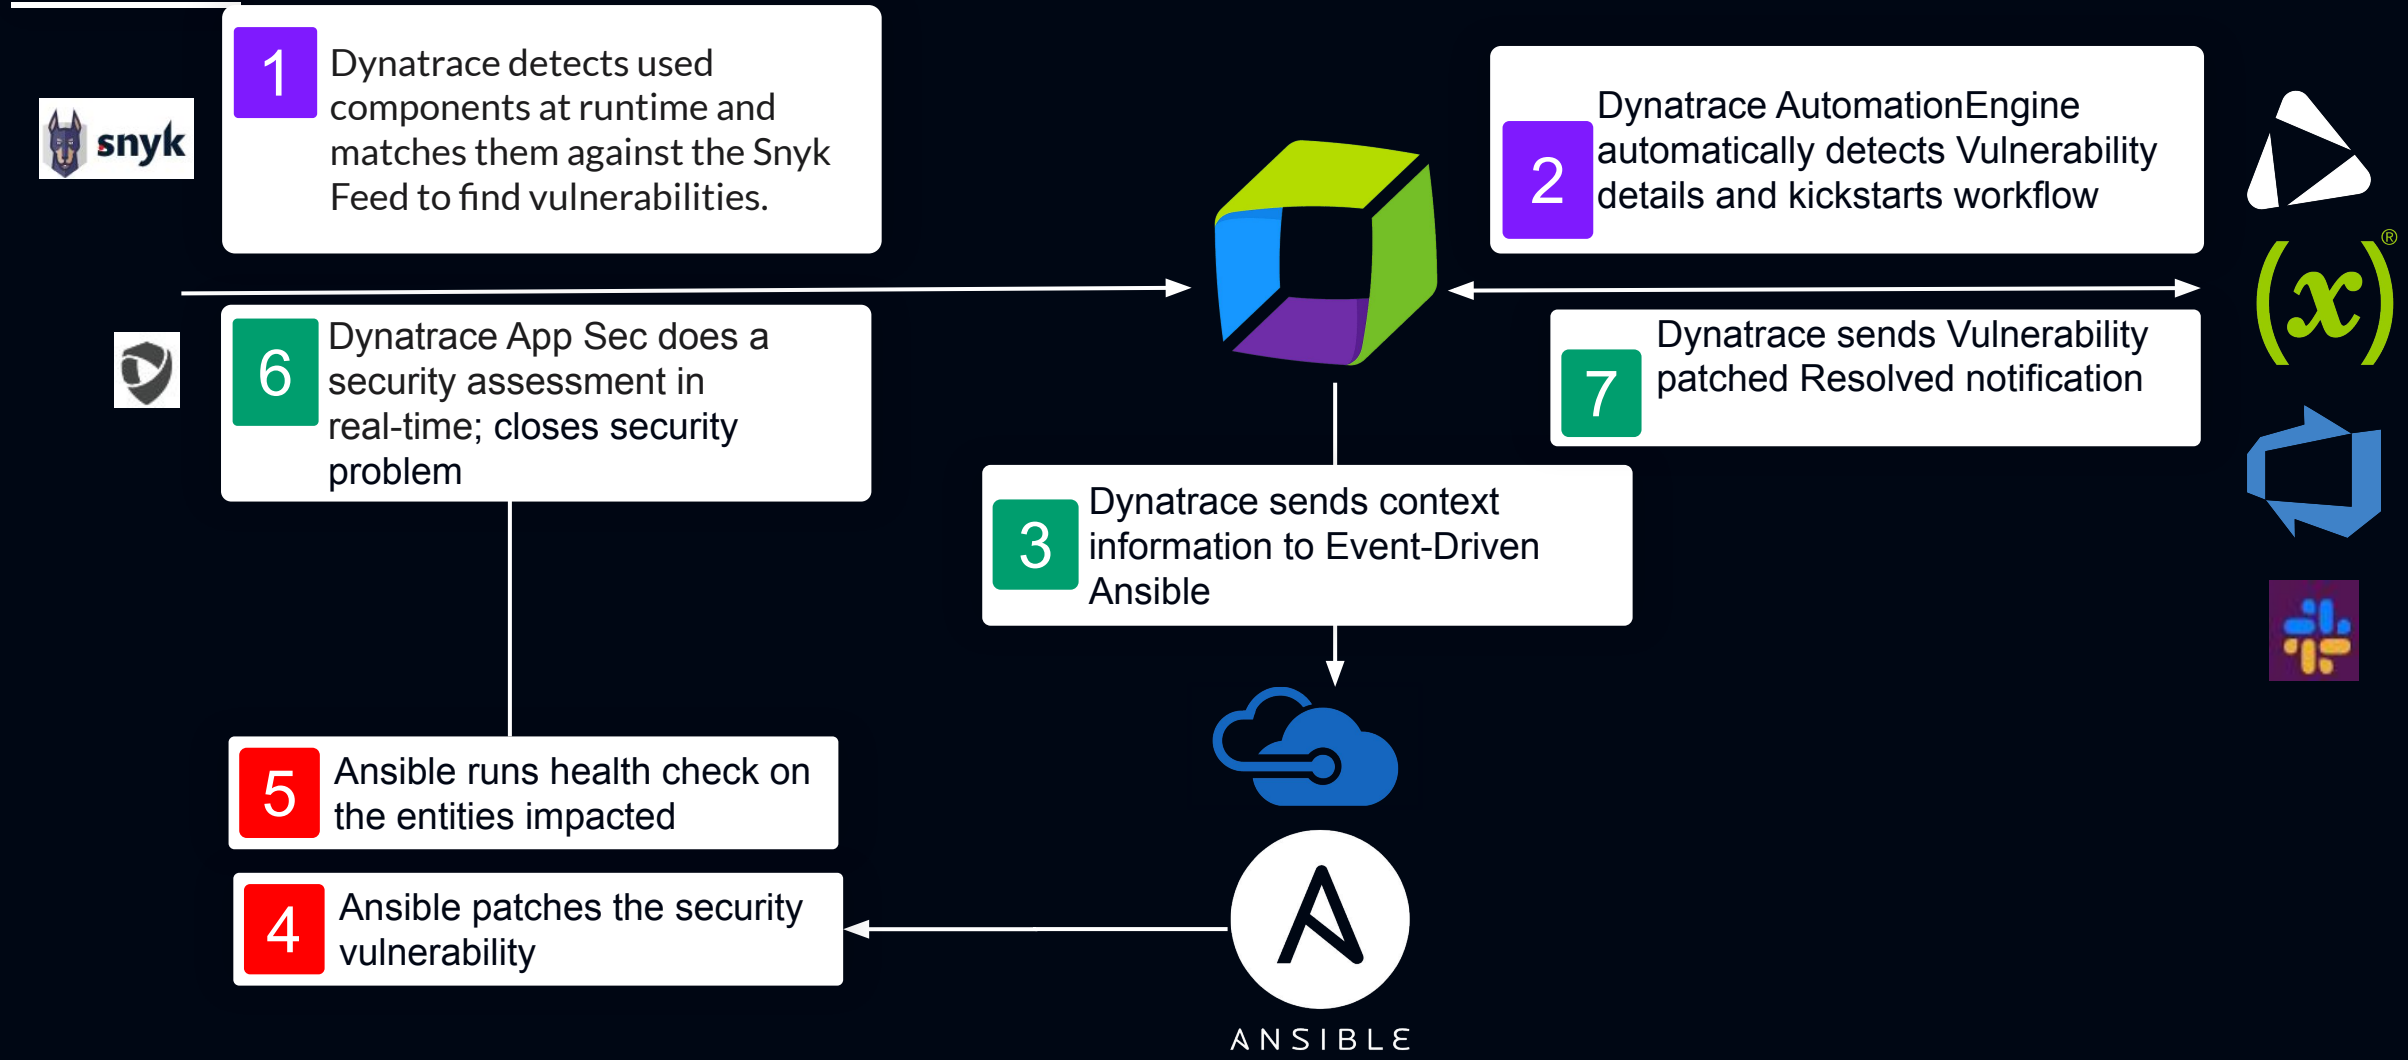 snyk
1
Dynatrace detects used
components at runtime and
matches them against the Snyk
Feed to find vulnerabilities.
2
Dynatrace AutomationEngine
automatically detects Vulnerability
details and kickstarts workflow
(x)®
6
Dynatrace App Sec does a
security assessment in
real-time; closes security
problem
7
Dynatrace sends Vulnerability
patched Resolved notification
3
Dynatrace sends context
information to Event-Driven
Ansible
5
Ansible runs health check on
the entities impacted
4
Ansible patches the security
vulnerability
A
ANSIBLE